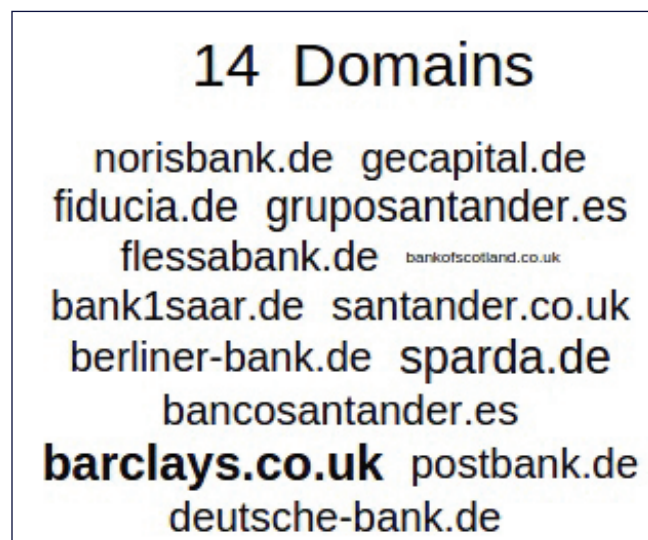 14 Domains
norisbank.de gecapital.de
fiducia.de gruposantander.es
flessabank.de bankofscotland.co.uk
bank1saar.de santander.co.uk
berliner-bank.de sparda.de
bancosantander.es
barclays.co.uk postbank.de
deutsche-bank.de